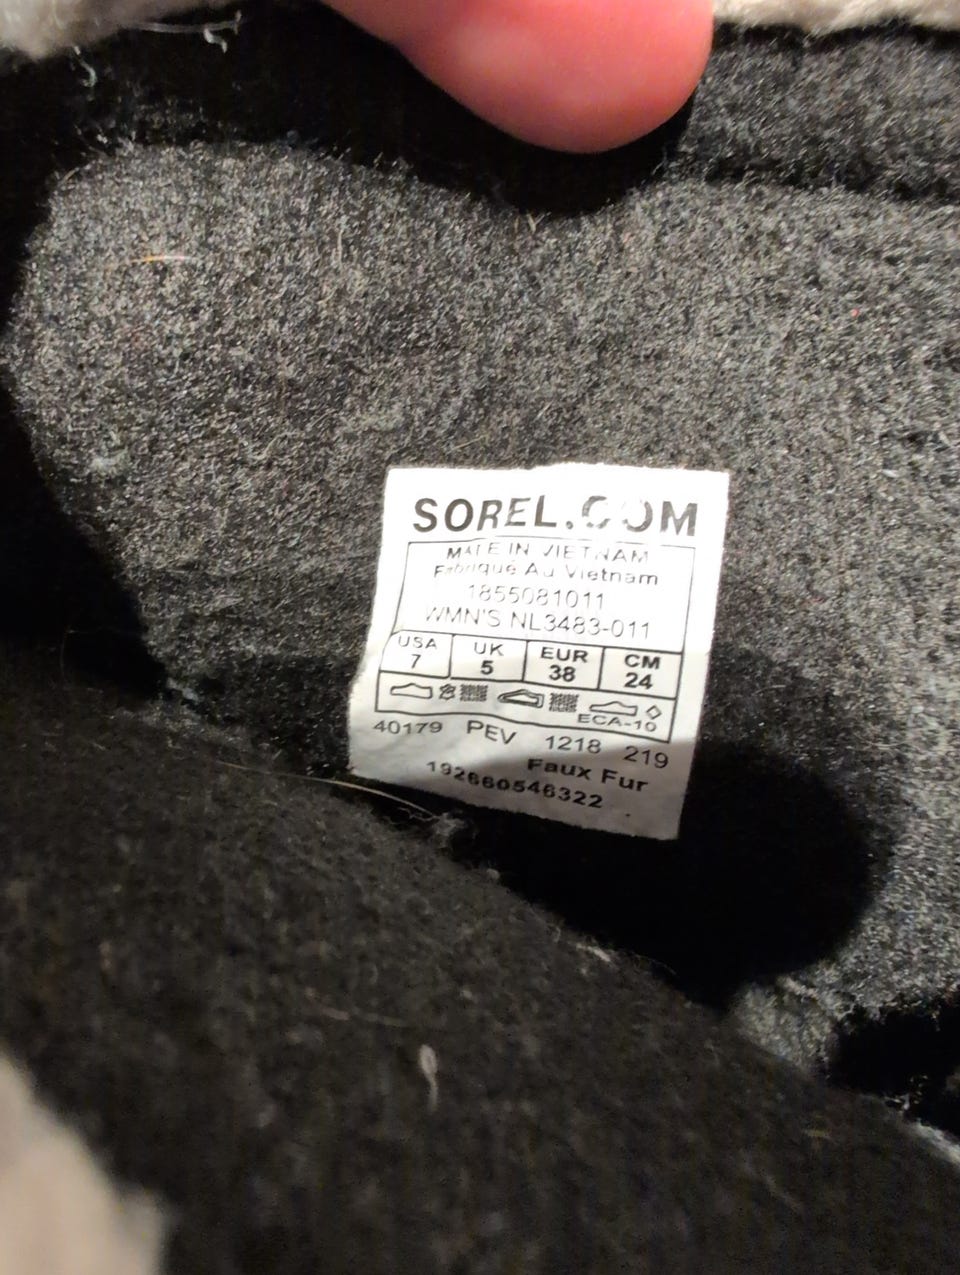 SOREL.COM
MADE IN VIETNAM
Fabriqué Au Vietnam
1855081011
WMN'S NL3483-011
USA UK EUR CM
7 5 38 24
ECA-10
40179 PEV 1218 219
Faux Fur
192660546322